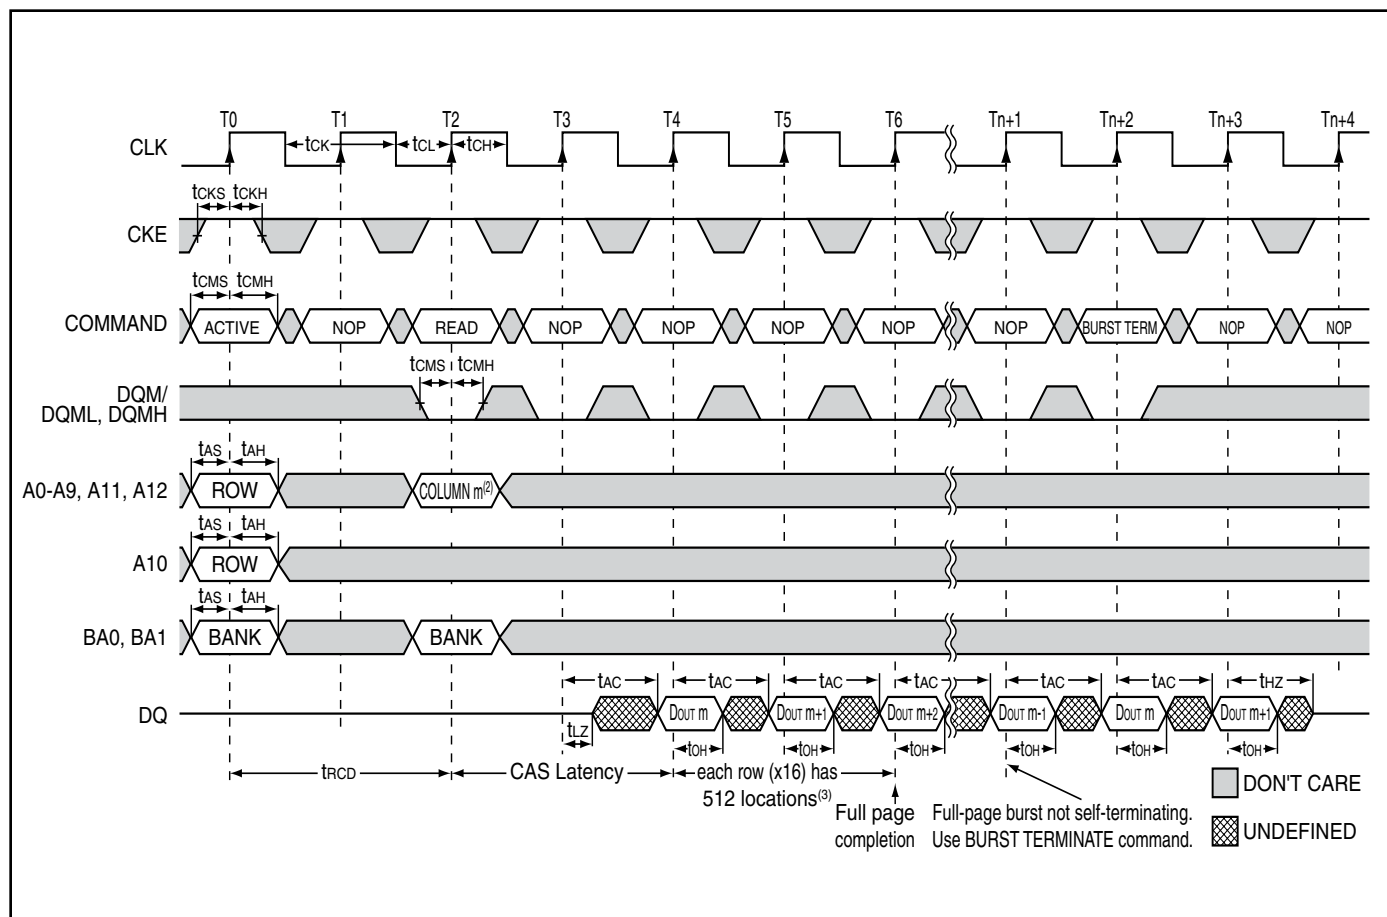 T0 T1 T2 T3 T4 T5 T6 Tn+1 Tn+2 Tn+3 Tn+4
CLK
tCK tCL tCH
tCKS tCKH
CKE
tCMS tCMH
COMMAND ACTIVE NOP READ NOP NOP NOP NOP NOP BURST TERM NOP NOP
tCMS tCMH
DQM/
DQML, DQMH
tAS tAH
A0-A9, A11, A12 ROW COLUMN m(2)
tAS tAH
A10 ROW
tAS tAH
BA0, BA1 BANK BANK
tAC tAC tAC tAC tAC tAC tHZ
DQ DOUT m DOUT m+1 DOUT m+2 DOUT m-1 DOUT m DOUT m+1
tLZ tOH tOH tOH tOH tOH tOH
tRCD CAS Latency each row (x16) has
512 locations(3)
Full page
completion
Full-page burst not self-terminating.
Use BURST TERMINATE command.
DON'T CARE
UNDEFINED